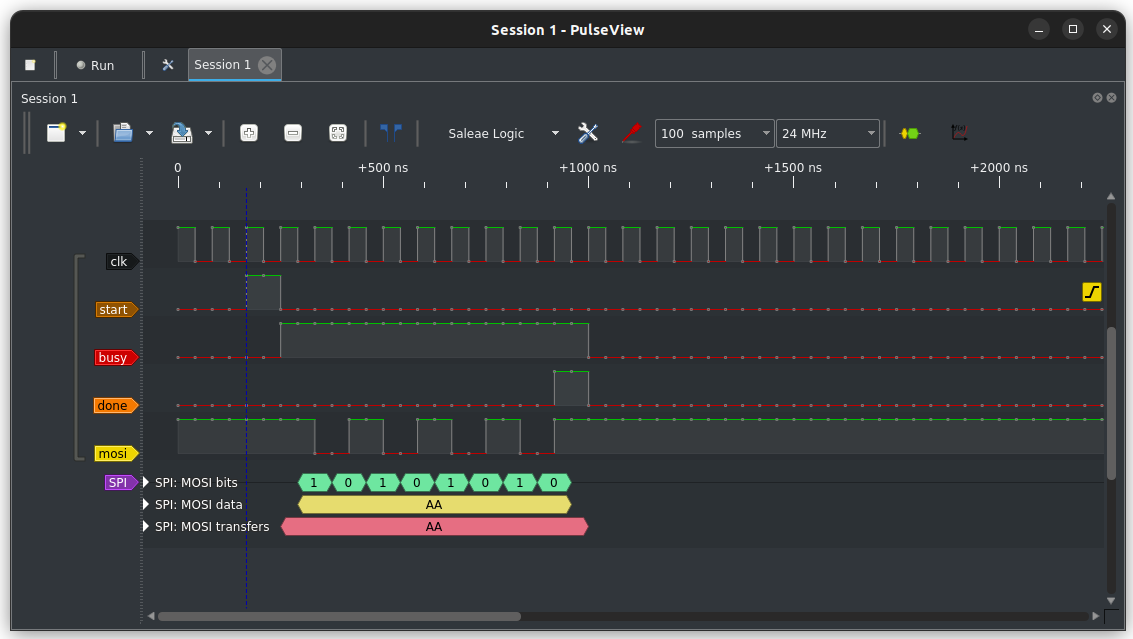 Session 1 - PulseView
Run
Session 1
Session 1
Saleae Logic
100 samples
24 MHz
0 +500 ns +1000 ns +1500 ns +2000 ns
clk
start
busy
done
mosi
SPI SPI: MOSI bits 1 0 1 0 1 0 1 0
SPI: MOSI data AA
SPI: MOSI transfers AA